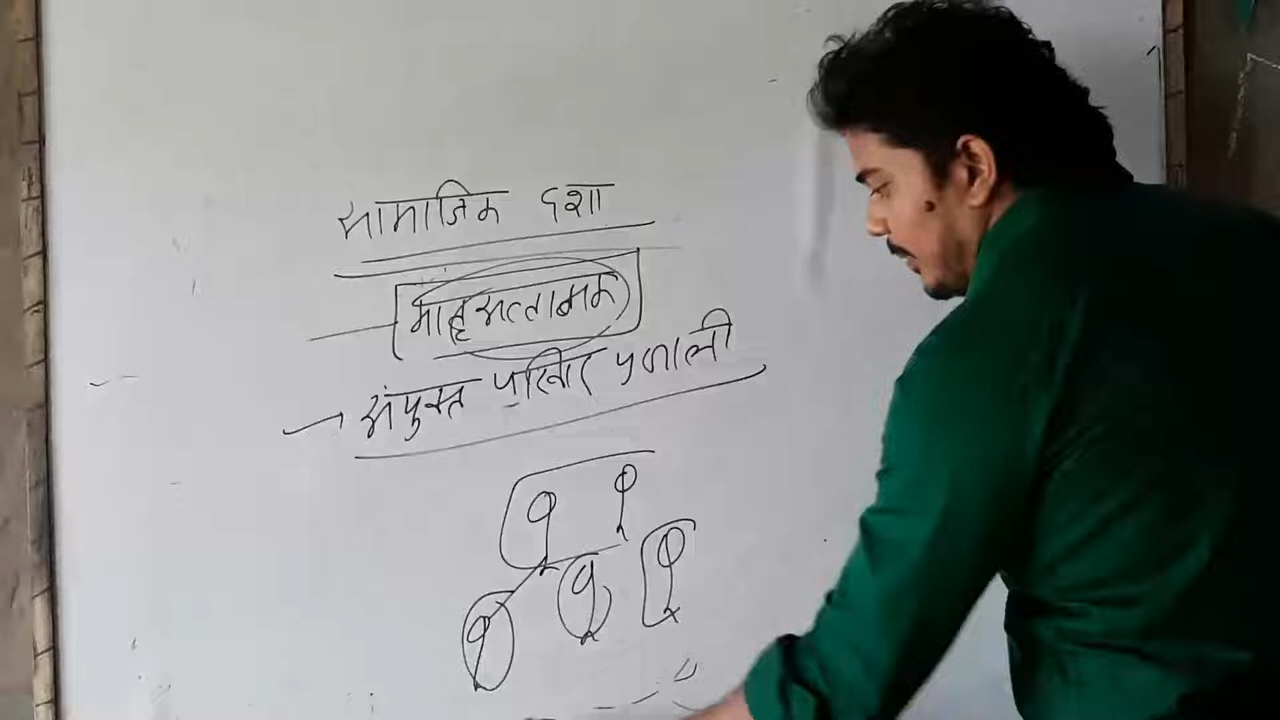 सामाजिक दशा
मातृसत्तात्मक
संयुक्त परिवार प्रणाली